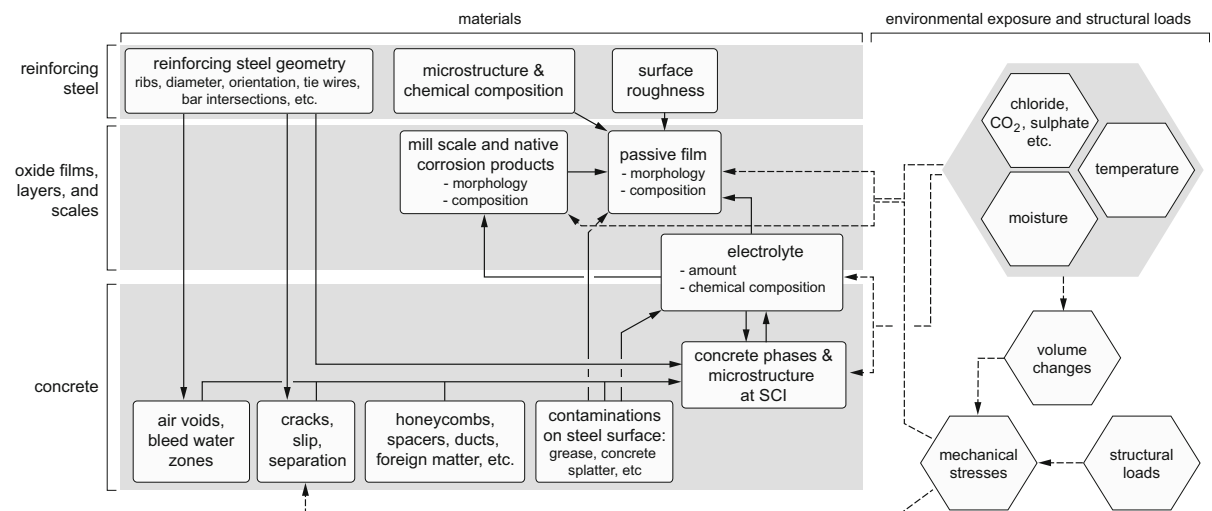 materials
environmental exposure and structural loads
reinforcing
steel
reinforcing steel geometry
ribs, diameter, orientation, tie wires,
bar intersections, etc.
microstructure &
chemical composition
surface
roughness
oxide films,
layers, and
scales
mill scale and native
corrosion products
- morphology
- composition
passive film
- morphology
- composition
electrolyte
- amount
- chemical composition
concrete
concrete phases &
microstructure
at SCI
air voids,
bleed water
zones
cracks,
slip,
separation
honeycombs,
spacers, ducts,
foreign matter, etc.
contaminations
on steel surface:
grease, concrete
splatter, etc
chloride,
CO2, sulphate
etc.
temperature
moisture
volume
changes
mechanical
stresses
structural
loads